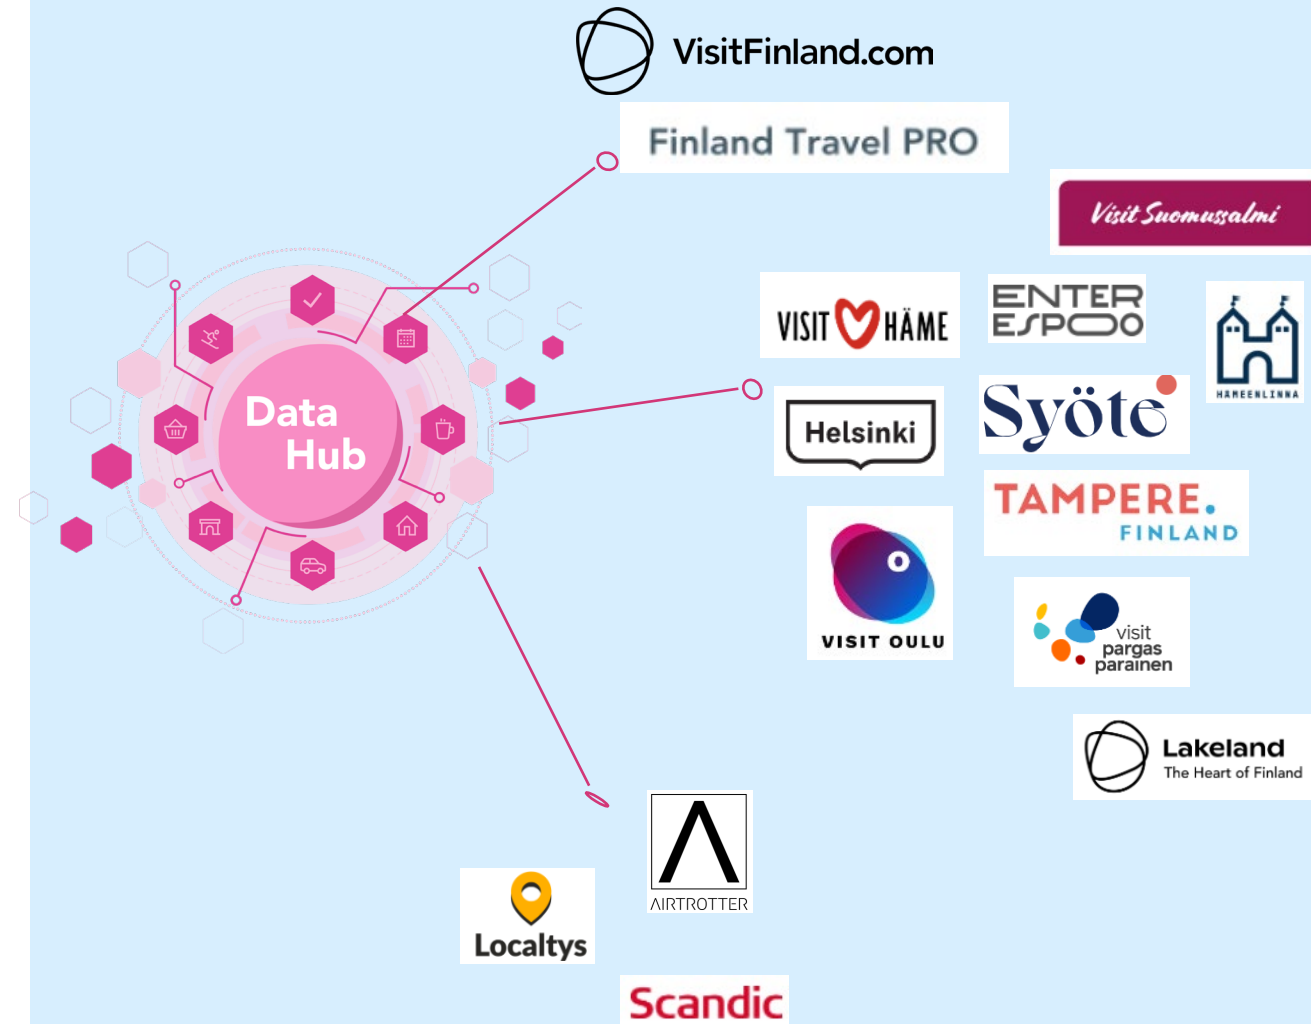 VisitFinland.com
Finland Travel PRO
Visit Suomussalmi
VISIT HÄME
ENTER
ESPOO
HÄMEENLINNA
Data
Hub
Helsinki
Syöte
TAMPERE.
FINLAND
VISIT OULU
visit
pargas
parainen
Lakeland
The Heart of Finland
AIRTROTTER
Localtys
Scandic